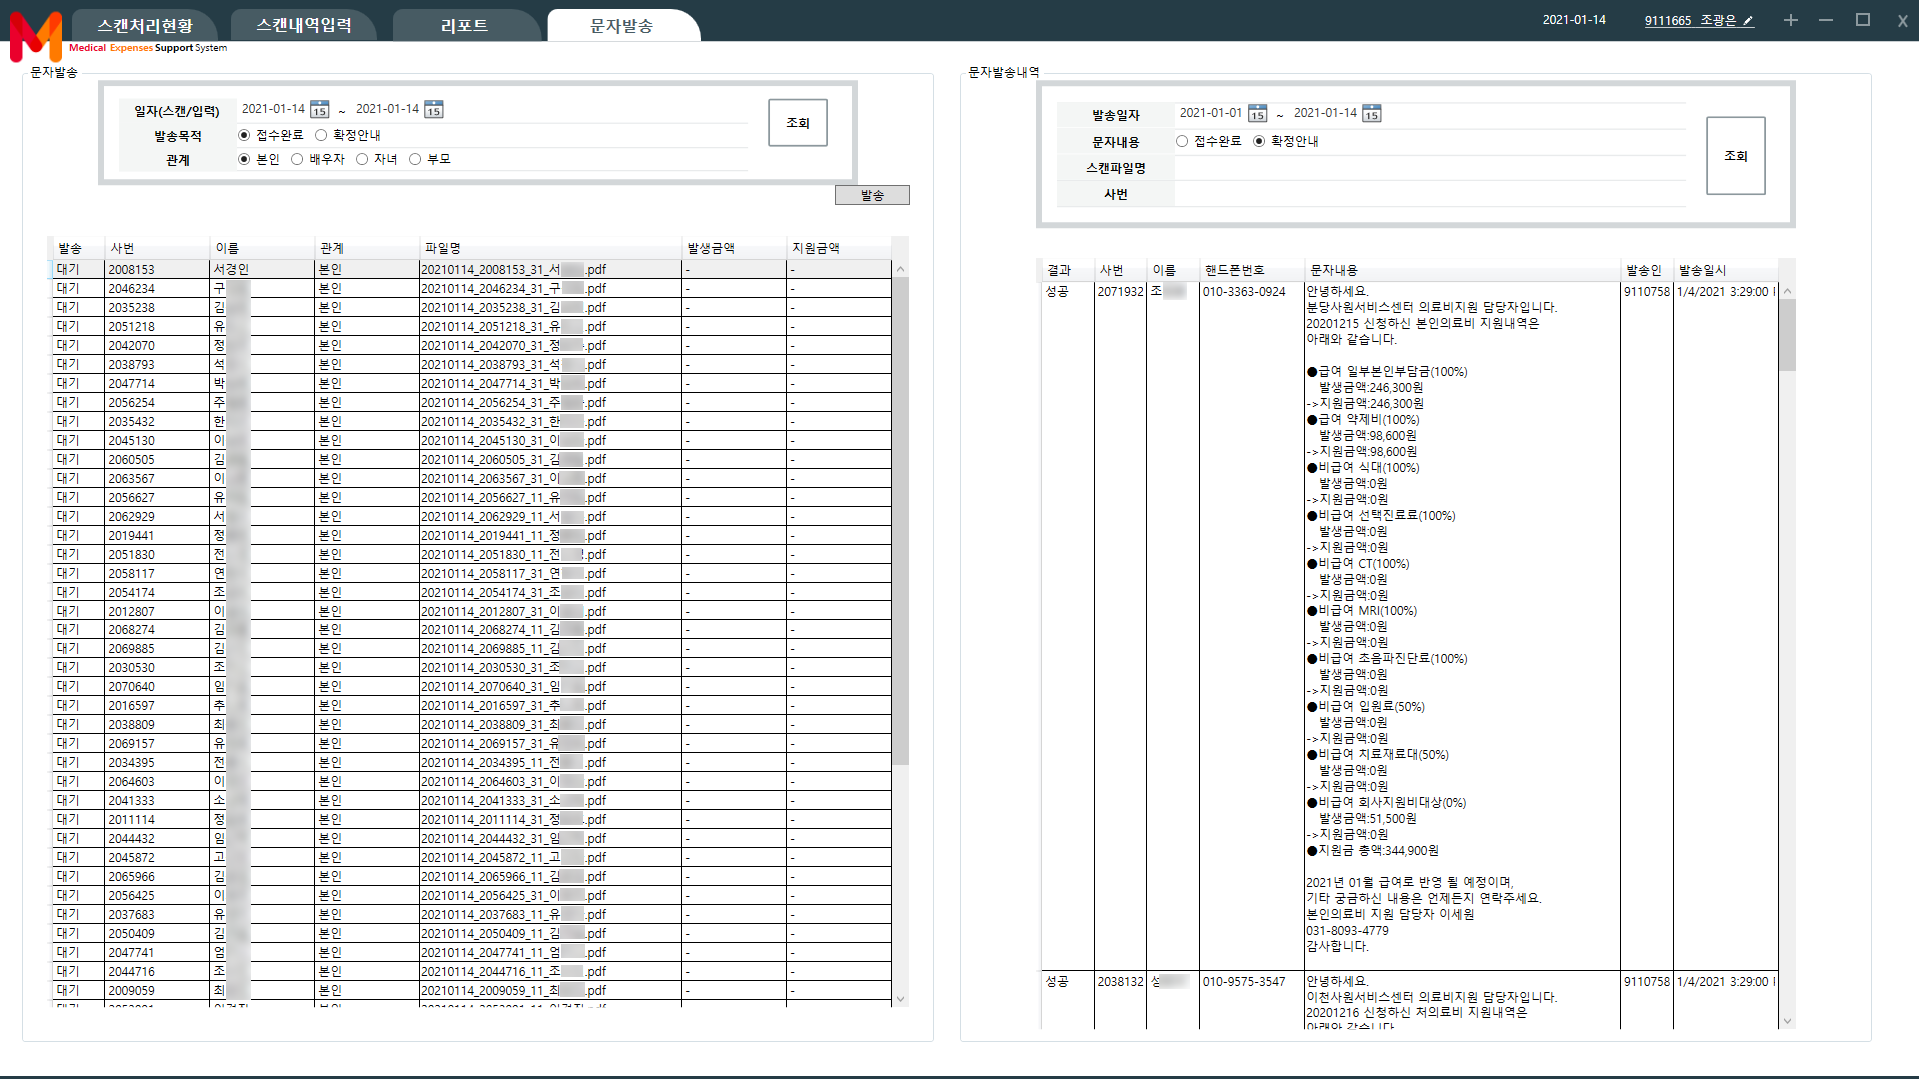 스캔처리현황 스캔내역입력 리포트 문자발송 2021-01-14 9111665 조광은 X
M
Medical Expenses Support System
문자발송
일자(스캔/입력) 2021-01-14 15 ~ 2021-01-14 15
발송목적 접수완료 확정안내
관계 본인 배우자 자녀 부모
조회
발송
발송 사번 이름 관계 파일명 발생금액 지원금액
대기 2008153 서경인 본인 20210114_2008153_31_서 .pdf - -
대기 2046234 구 본인 20210114_2046234_31_구 .pdf - -
대기 2035238 김 본인 20210114_2035238_31_김 .pdf - -
대기 2051218 유 본인 20210114_2051218_31_유 .pdf - -
대기 2042070 정 본인 20210114_2042070_31_정 .pdf - -
대기 2038793 석 본인 20210114_2038793_31_석 .pdf - -
대기 2047714 박 본인 20210114_2047714_31_박 .pdf - -
대기 2056254 주 본인 20210114_2056254_31_주 .pdf - -
대기 2035432 한 본인 20210114_2035432_31_한 .pdf - -
대기 2045130 이 본인 20210114_2045130_31_이 .pdf - -
대기 2060505 김 본인 20210114_2060505_31_김 .pdf - -
대기 2063567 이 본인 20210114_2063567_31_이 .pdf - -
대기 2056627 유 본인 20210114_2056627_11_유 .pdf - -
대기 2062929 서 본인 20210114_2062929_11_서 .pdf - -
대기 2019441 정 본인 20210114_2019441_11_정 .pdf - -
대기 2051830 전 본인 20210114_2051830_11_전 .pdf - -
대기 2058117 연 본인 20210114_2058117_31_연 .pdf - -
대기 2054174 조 본인 20210114_2054174_31_조 .pdf - -
대기 2012807 이 본인 20210114_2012807_31_이 .pdf - -
대기 2068274 김 본인 20210114_2068274_11_김 .pdf - -
대기 2069885 김 본인 20210114_2069885_11_김 .pdf - -
대기 2030530 조 본인 20210114_2030530_31_조 .pdf - -
대기 2070640 임 본인 20210114_2070640_31_임 .pdf - -
대기 2016597 추 본인 20210114_2016597_31_추 .pdf - -
대기 2038809 최 본인 20210114_2038809_31_최 .pdf - -
대기 2069157 유 본인 20210114_2069157_31_유 .pdf - -
대기 2034395 전 본인 20210114_2034395_11_전 .pdf - -
대기 2064603 이 본인 20210114_2064603_31_이 .pdf - -
대기 2041333 소 본인 20210114_2041333_31_소 .pdf - -
대기 2011114 정 본인 20210114_2011114_31_정 .pdf - -
대기 2044432 임 본인 20210114_2044432_31_임 .pdf - -
대기 2045872 고 본인 20210114_2045872_11_고 .pdf - -
대기 2065966 김 본인 20210114_2065966_11_김 .pdf - -
대기 2056425 이 본인 20210114_2056425_31_이 .pdf - -
대기 2037683 유 본인 20210114_2037683_11_유 .pdf - -
대기 2050409 김 본인 20210114_2050409_11_김 .pdf - -
대기 2047741 엄 본인 20210114_2047741_11_엄 .pdf - -
대기 2044716 조 본인 20210114_2044716_11_조 .pdf - -
대기 2009059 최 본인 20210114_2009059_11_최 .pdf - -
문자발송내역
발송일자 2021-01-01 15 ~ 2021-01-14 15
문자내용 접수완료 확정안내
스캔파일명
사번
조회
결과 사번 이름 핸드폰번호 문자내용 발송인 발송일시
성공 2071932 조 010-3363-0924 안녕하세요. 9110758 1/4/2021 3:29:00
분당사원서비스센터 의료비지원 담당자입니다.
20201215 신청하신 본인의료비 지원내역은
아래와 같습니다.
●급여 일부본인부담금(100%)
발생금액:246,300원
->지원금액:246,300원
●급여 약제비(100%)
발생금액:98,600원
->지원금액:98,600원
●비급여 식대(100%)
발생금액:0원
->지원금액:0원
●비급여 선택진료료(100%)
발생금액:0원
->지원금액:0원
●비급여 CT(100%)
발생금액:0원
->지원금액:0원
●비급여 MRI(100%)
발생금액:0원
->지원금액:0원
●비급여 초음파진단료(100%)
발생금액:0원
->지원금액:0원
●비급여 입원료(50%)
발생금액:0원
->지원금액:0원
●비급여 치료재료대(50%)
발생금액:0원
->지원금액:0원
●비급여 회사지원비대상(0%)
발생금액:51,500원
->지원금액:0원
●지원금 총액:344,900원
2021년 01월 급여로 반영 될 예정이며,
기타 궁금하신 내용은 언제든지 연락주세요.
본인의료비 지원 담당자 이세원
031-8093-4779
감사합니다.
성공 2038132 성 010-9575-3547 안녕하세요. 9110758 1/4/2021 3:29:00
이천사원서비스센터 의료비지원 담당자입니다.
20201216 신청하신 처의료비 지원내역은
아래와 같습니다